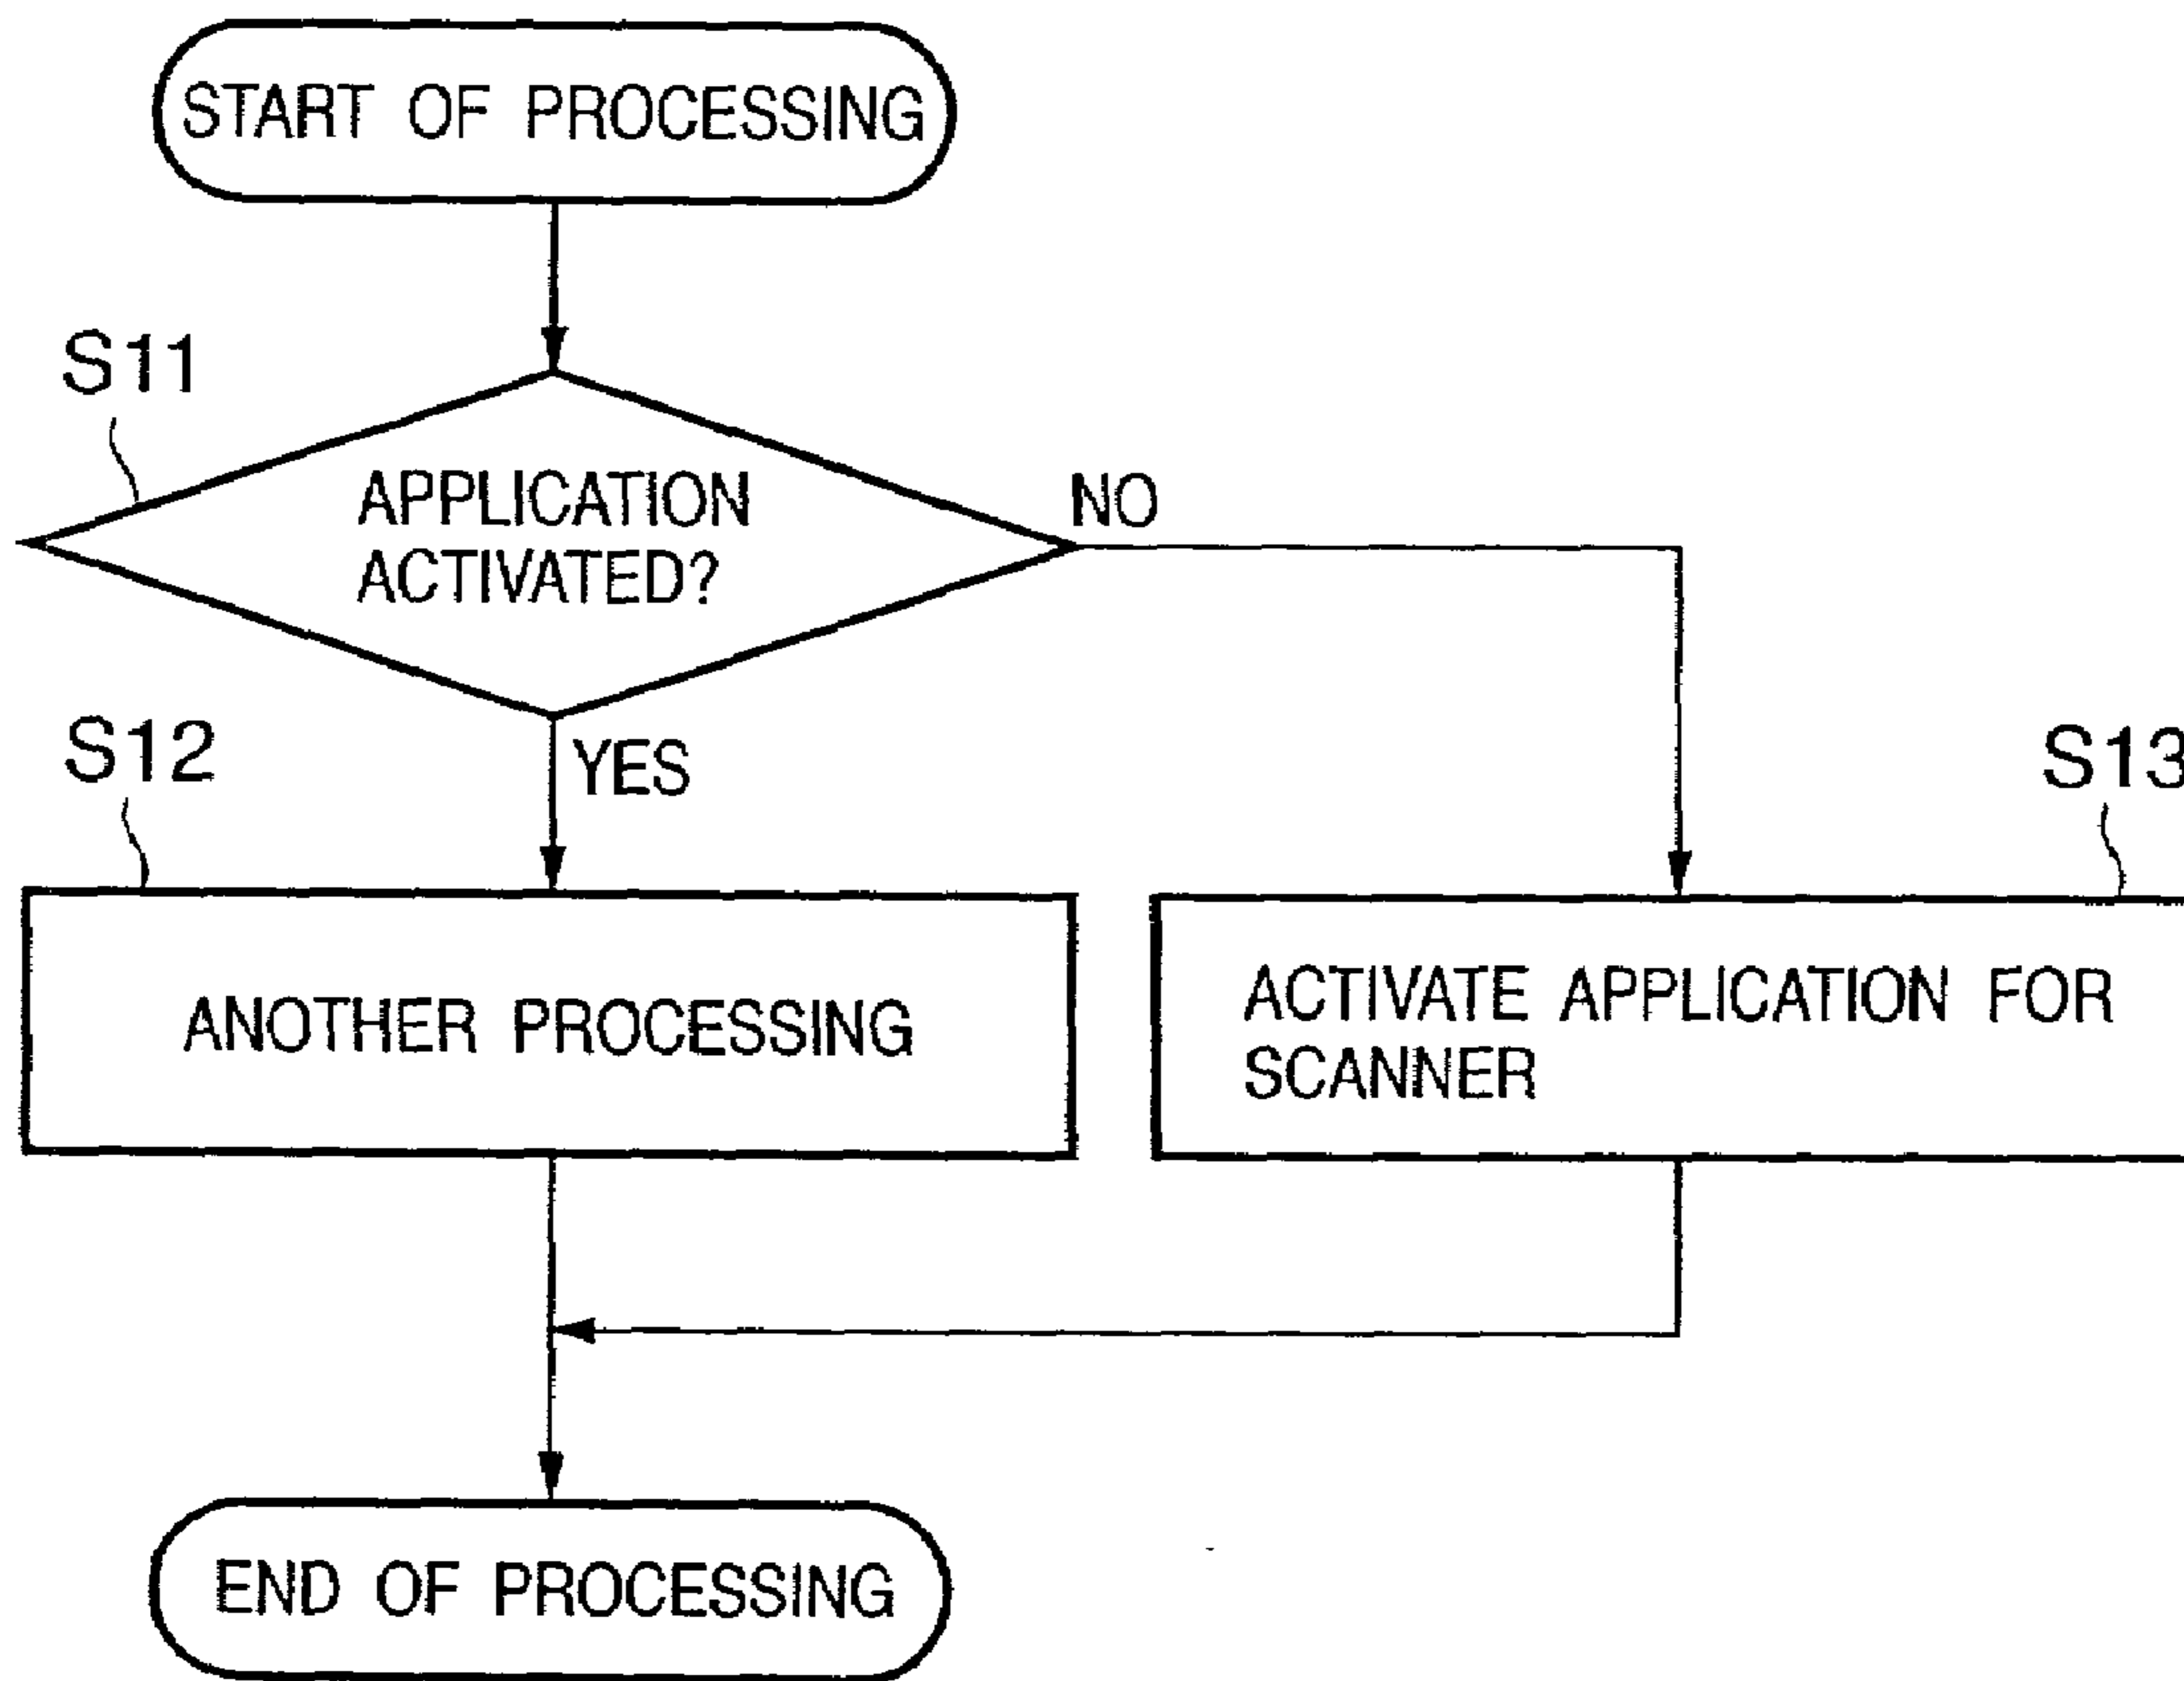 START OF PROCESSING
S11
APPLICATION
ACTIVATED?
NO
S12
YES
S13
ANOTHER PROCESSING
ACTIVATE APPLICATION FOR
SCANNER
END OF PROCESSING